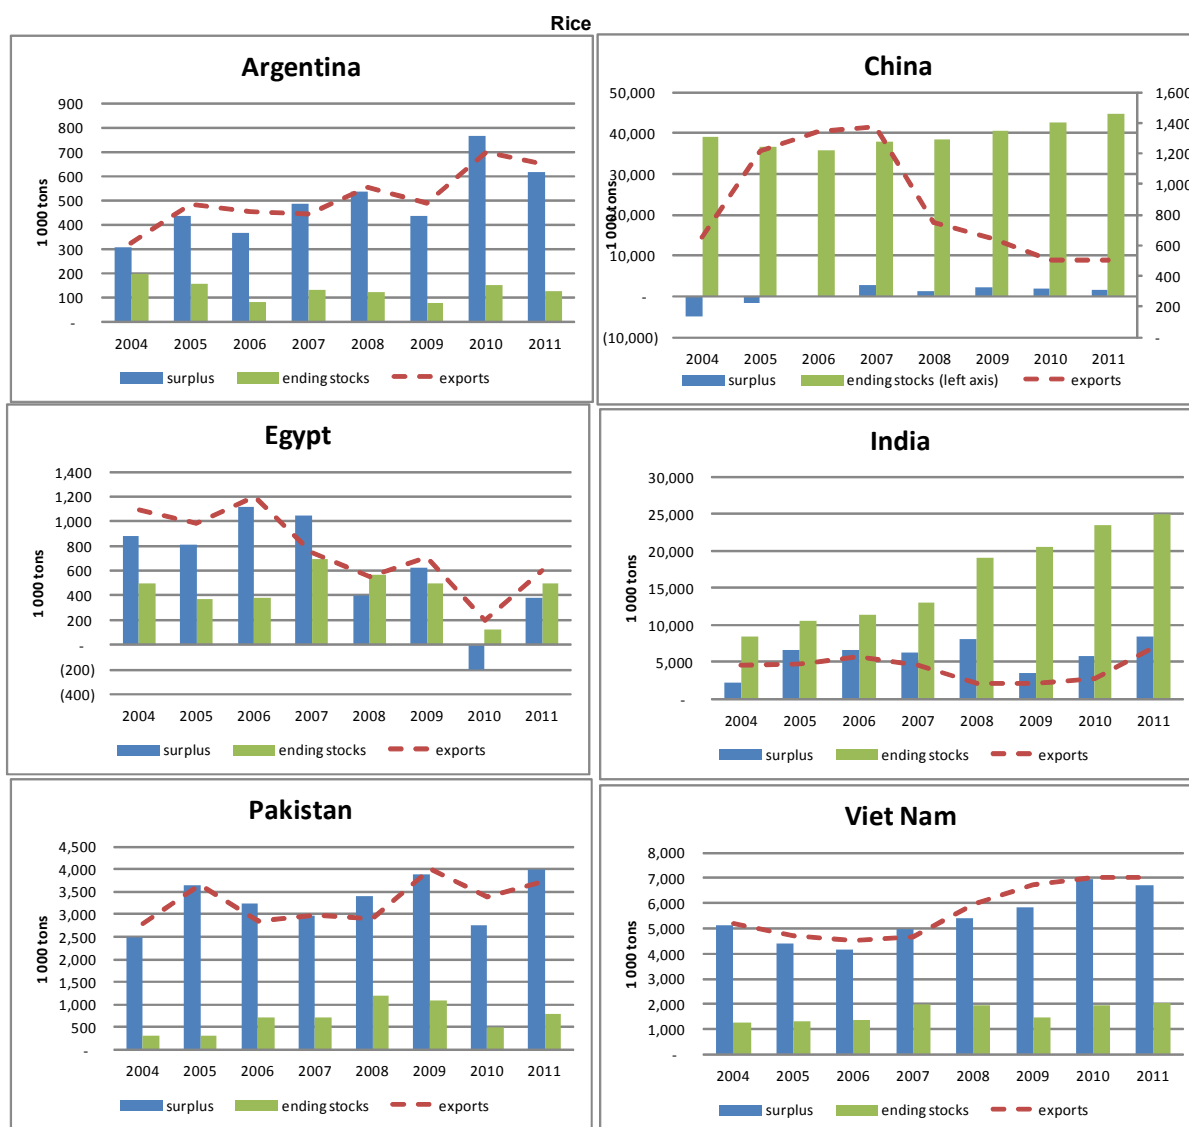 Rice
Argentina
1 000 tons
900
800
700
600
500
400
300
200
100
-
2004 2005 2006 2007 2008 2009 2010 2011
surplus ending stocks exports
China
1 000 tons
50,000 1,600
40,000 1,400
30,000 1,200
20,000 1,000
10,000 800
- 600
(10,000) 400
200
-
2004 2005 2006 2007 2008 2009 2010 2011
surplus ending stocks (left axis) exports
Egypt
1 000 tons
1,400
1,200
1,000
800
600
400
200
-
(200)
(400)
2004 2005 2006 2007 2008 2009 2010 2011
surplus ending stocks exports
India
30,000
25,000
20,000
15,000
10,000
5,000
-
1 000 tons
2004 2005 2006 2007 2008 2009 2010 2011
surplus ending stocks exports
Pakistan
1 000 tons
4,500
4,000
3,500
3,000
2,500
2,000
1,500
1,000
500
-
2004 2005 2006 2007 2008 2009 2010 2011
surplus ending stocks exports
Viet Nam
1 000 tons
8,000
7,000
6,000
5,000
4,000
3,000
2,000
1,000
-
2004 2005 2006 2007 2008 2009 2010 2011
surplus ending stocks exports